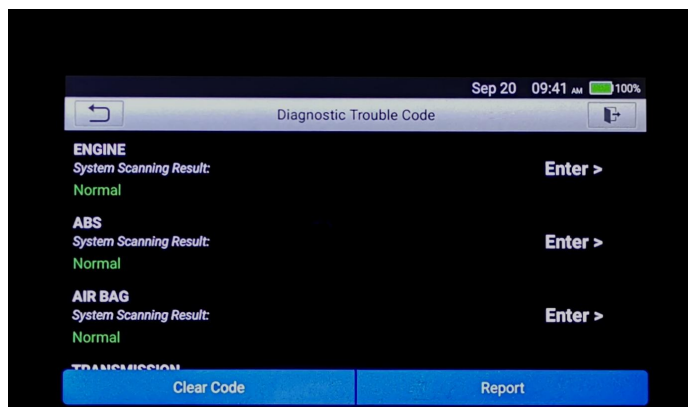 Sep 20 09:41 AM 100%
Diagnostic Trouble Code
ENGINE
System Scanning Result:
Enter >
Normal
ABS
System Scanning Result:
Enter >
Normal
AIR BAG
System Scanning Result:
Enter >
Normal
TRANSMISSION
Clear Code Report